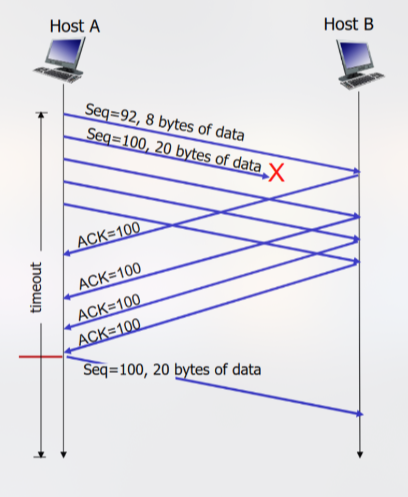 Host A
Host B
Seq=92, 8 bytes of data
Seq=100, 20 bytes of data
X
ACK=100
ACK=100
ACK=100
ACK=100
timeout
Seq=100, 20 bytes of data